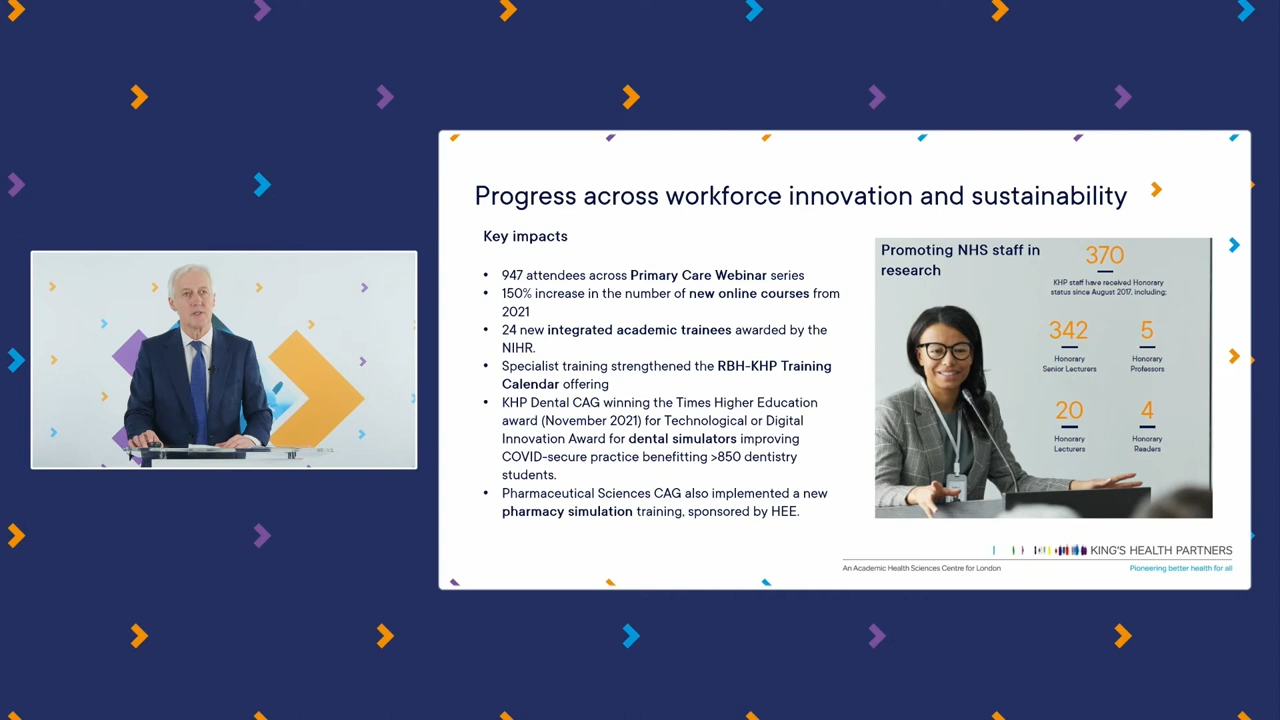 Progress across workforce innovation and sustainability
Key impacts
• 947 attendees across Primary Care Webinar series
• 150% increase in the number of new online courses from
2021
• 24 new integrated academic trainees awarded by the
NIHR.
• Specialist training strengthened the RBH-KHP Training
Calendar offering
• KHP Dental CAG winning the Times Higher Education
award (November 2021) for Technological or Digital
Innovation Award for dental simulators improving
COVID-secure practice benefitting >850 dentistry
students.
• Pharmaceutical Sciences CAG also implemented a new
pharmacy simulation training, sponsored by HEE.
Promoting NHS staff in
research
370
KHP staff have received Honorary
status since August 2017, including;
342
Honorary
Senior Lecturers
5
Honorary
Professors
20
Honorary
Lecturers
4
Honorary
Readers
KING'S HEALTH PARTNERS
An Academic Health Sciences Centre for London
Pioneering better health for all